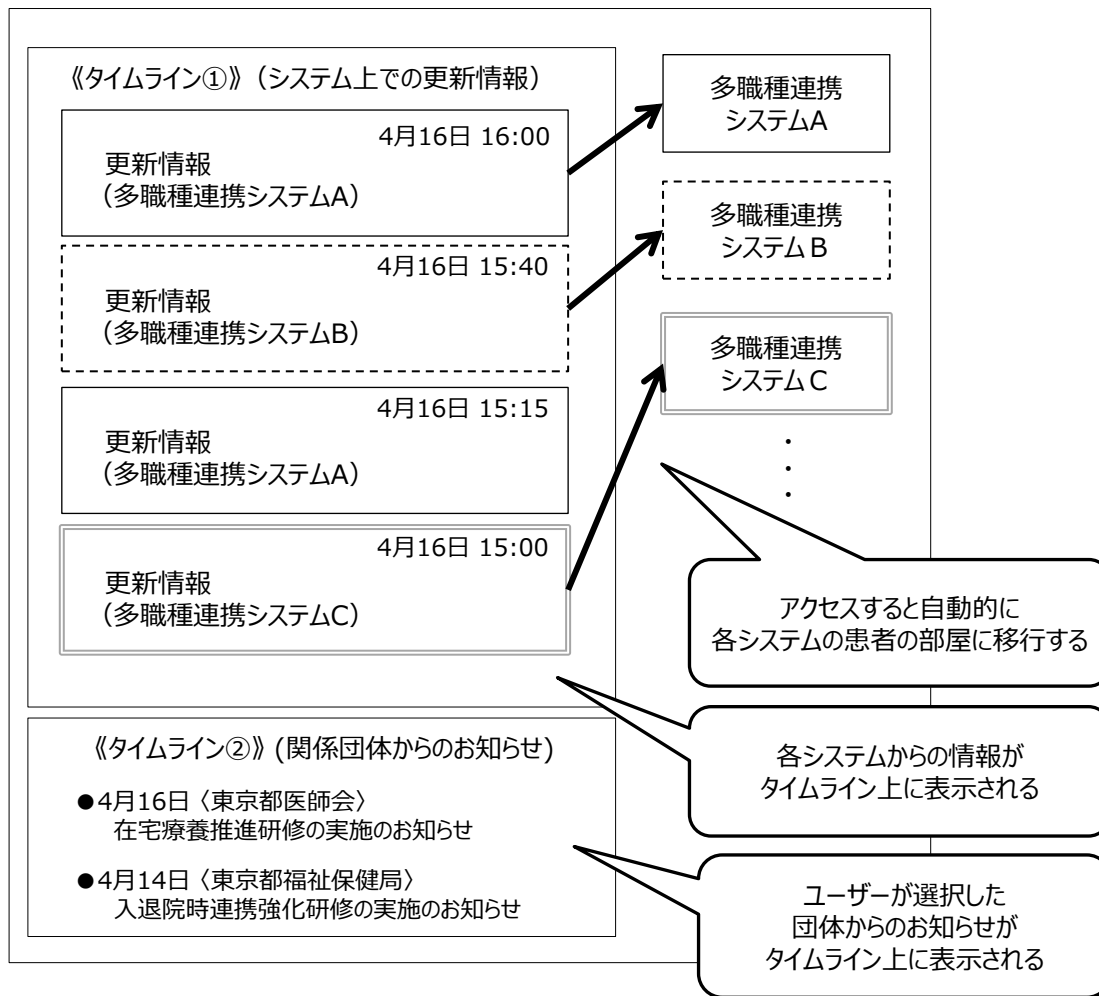 《タイムライン①》（システム上での更新情報）
4月16日 16:00
更新情報
（多職種連携システムA）
4月16日 15:40
更新情報
（多職種連携システムB）
4月16日 15:15
更新情報
（多職種連携システムA）
4月16日 15:00
更新情報
（多職種連携システムC）
多職種連携
システムA
多職種連携
システムB
多職種連携
システムC
・
・
・
アクセスすると自動的に
各システムの患者の部屋に移行する
各システムからの情報が
タイムライン上に表示される
《タイムライン②》(関係団体からのお知らせ)
●4月16日〈東京都医師会〉
在宅療養推進研修の実施のお知らせ
●4月14日〈東京都福祉保健局〉
入退院時連携強化研修の実施のお知らせ
ユーザーが選択した
団体からのお知らせが
タイムライン上に表示される